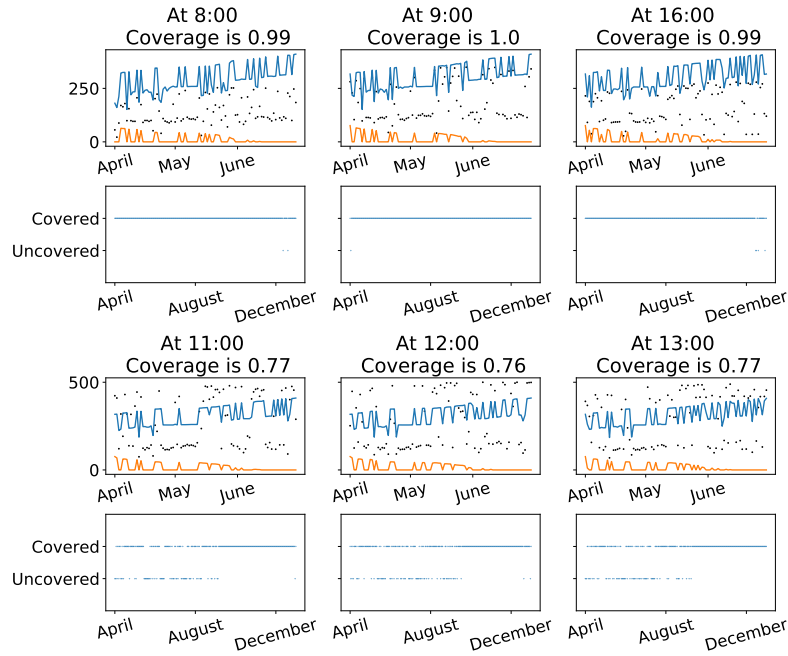 At 8:00
Coverage is 0.99
At 9:00
Coverage is 1.0
At 16:00
Coverage is 0.99
250
0
April
May
June
April
May
June
April
May
June
Covered
Uncovered
April
August
December
April
August
December
April
August
December
At 11:00
Coverage is 0.77
At 12:00
Coverage is 0.76
At 13:00
Coverage is 0.77
500
0
April
May
June
April
May
June
April
May
June
Covered
Uncovered
April
August
December
April
August
December
April
August
December